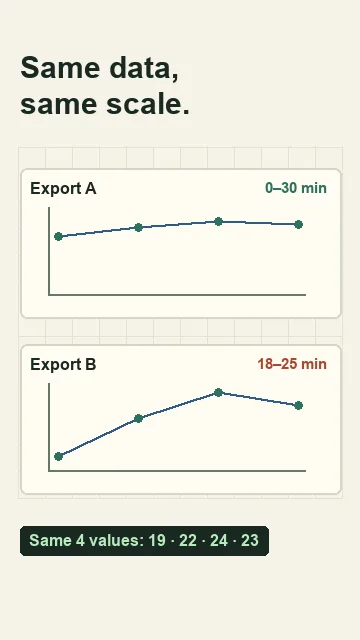 Same data,
same scale.
Export A
0–30 min
Export B
18–25 min
Same 4 values: 19 · 22 · 24 · 23